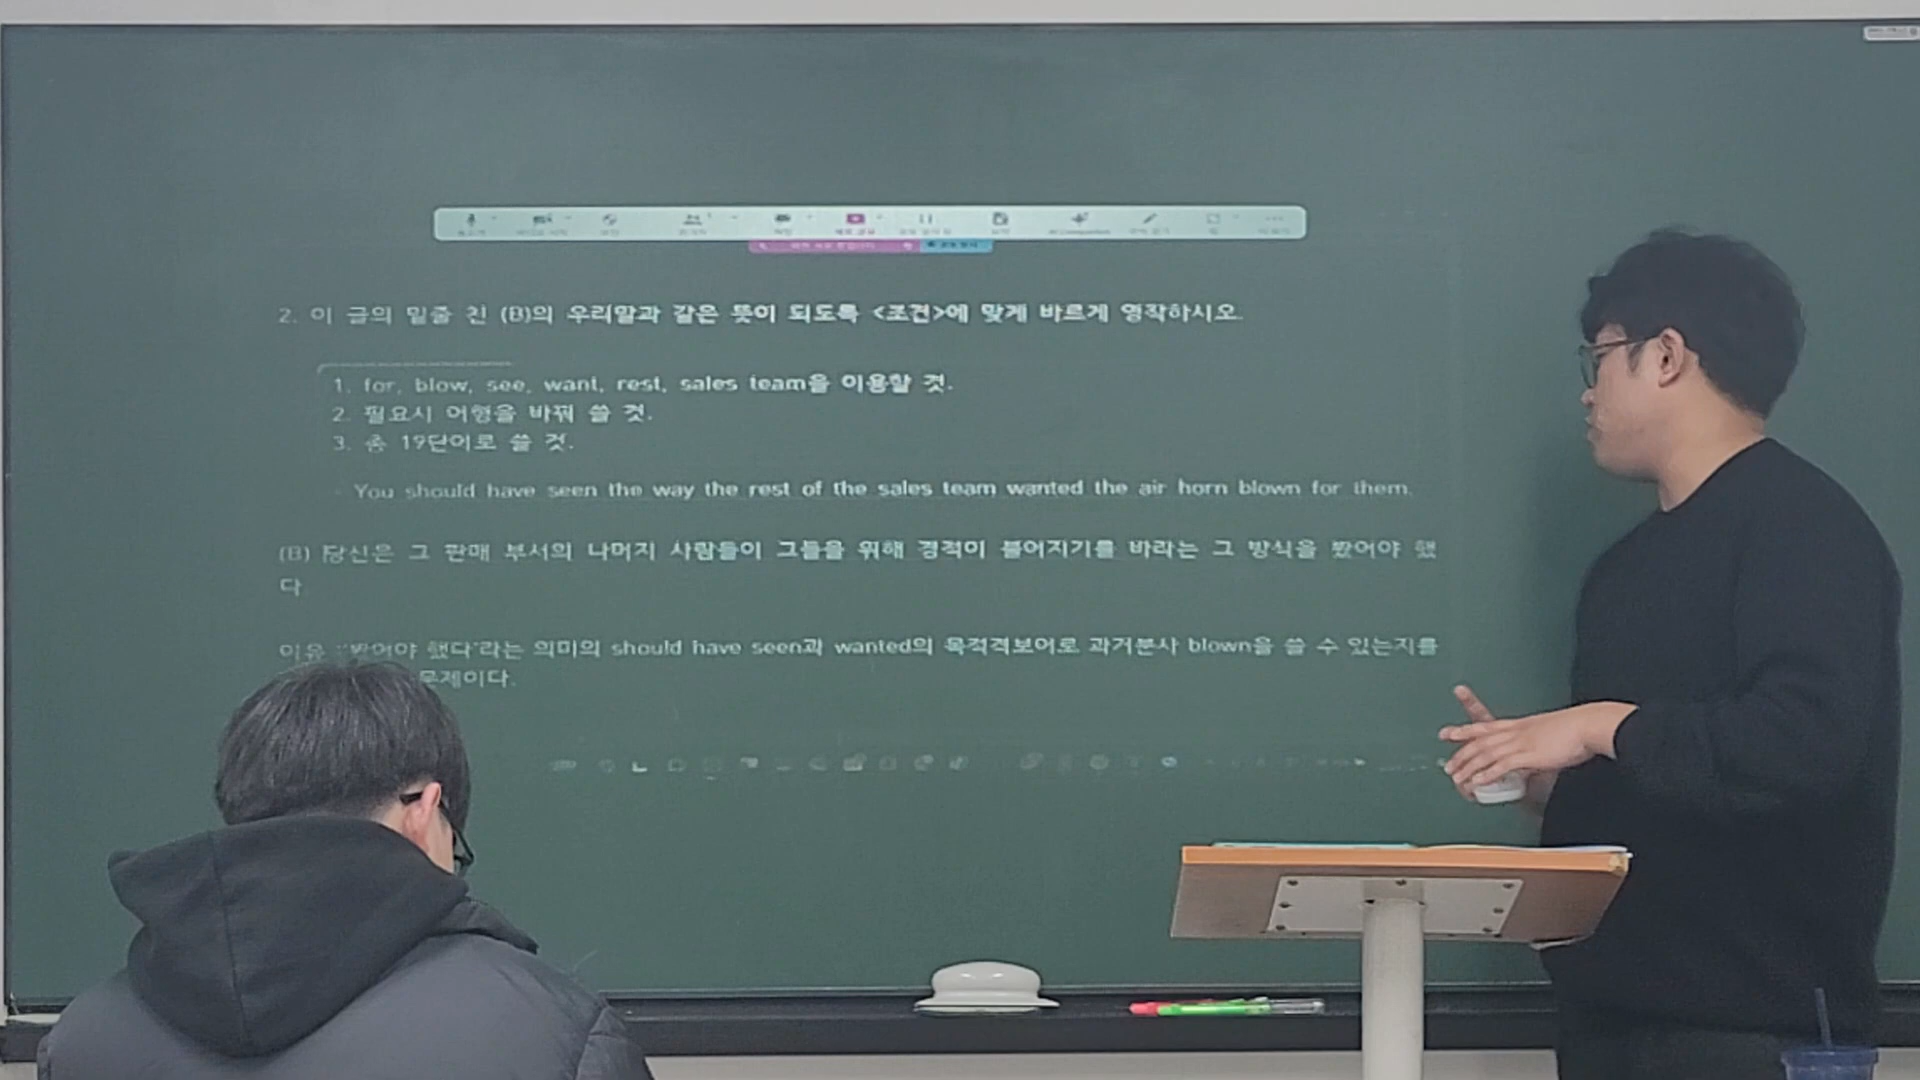 2. 이 글의 밑줄 친 (B)의 우리말과 같은 뜻이 되도록 <조건>에 맞게 바르게 영작하시오.
1. for, blow, see, want, rest, sales team을 이용할 것.
2. 필요시 어형을 바꿔 쓸 것.
3. 총 19단어로 쓸 것.
- You should have seen the way the rest of the sales team wanted the air horn blown for them.
(B) 당신은 그 판매 부서의 나머지 사람들이 그들을 위해 경적이 불어지기를 바라는 그 방식을 봤어야 했
다
이유 : '봤어야 했다'라는 의미의 should have seen과 wanted의 목적격보어로 과거분사 blown을 쓸 수 있는지를
문제이다.